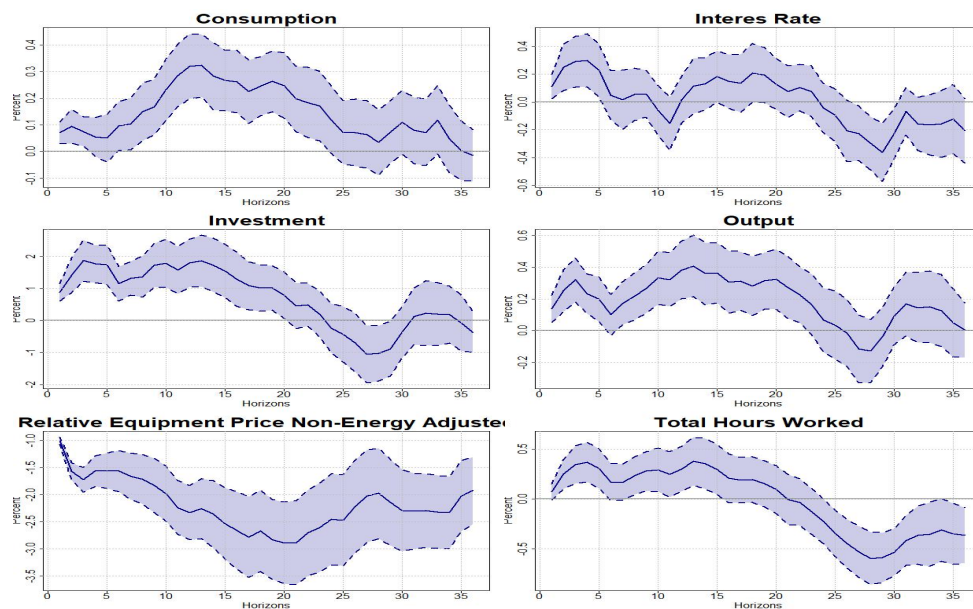 Consumption
Percent
0.4
0.3
0.2
0.1
0.0
-0.1
0 5 10 15 20 25 30 35
Horizons
Interes Rate
Percent
0.4
0.2
0.0
-0.2
-0.4
-0.6
0 5 10 15 20 25 30 35
Horizons
Investment
Percent
2
1
0
-1
-2
0 5 10 15 20 25 30 35
Horizons
Output
Percent
0.6
0.4
0.2
0.0
-0.2
0 5 10 15 20 25 30 35
Horizons
Relative Equipment Price Non-Energy Adjuste
Percent
-1.0
-1.5
-2.0
-2.5
-3.0
-3.5
0 5 10 15 20 25 30 35
Horizons
Total Hours Worked
Percent
0.5
0.0
-0.5
0 5 10 15 20 25 30 35
Horizons